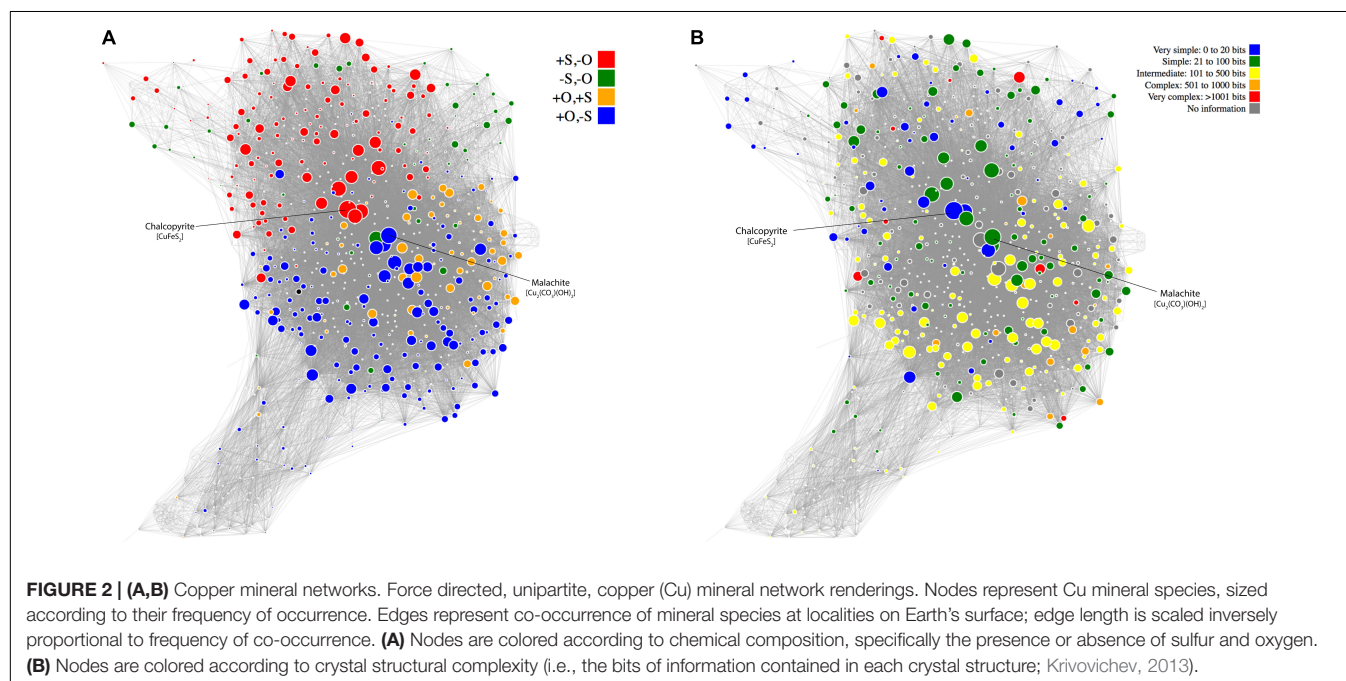 A
+S,-O
-S,-O
+O,+S
+O,-S
Chalcopyrite
[CuFeS₂]
Malachite
[Cu₂(CO₃)(OH)₂]
B
Very simple: 0 to 20 bits
Simple: 21 to 100 bits
Intermediate: 101 to 500 bits
Complex: 501 to 1000 bits
Very complex: >1001 bits
No information
Chalcopyrite
[CuFeS₂]
Malachite
[Cu₂(CO₃)(OH)₂]
FIGURE 2 | (A,B) Copper mineral networks. Force directed, unipartite, copper (Cu) mineral network renderings. Nodes represent Cu mineral species, sized
according to their frequency of occurrence. Edges represent co-occurrence of mineral species at localities on Earth's surface; edge length is scaled inversely
proportional to frequency of co-occurrence. (A) Nodes are colored according to chemical composition, specifically the presence or absence of sulfur and oxygen.
(B) Nodes are colored according to crystal structural complexity (i.e., the bits of information contained in each crystal structure; Krivovichev, 2013).